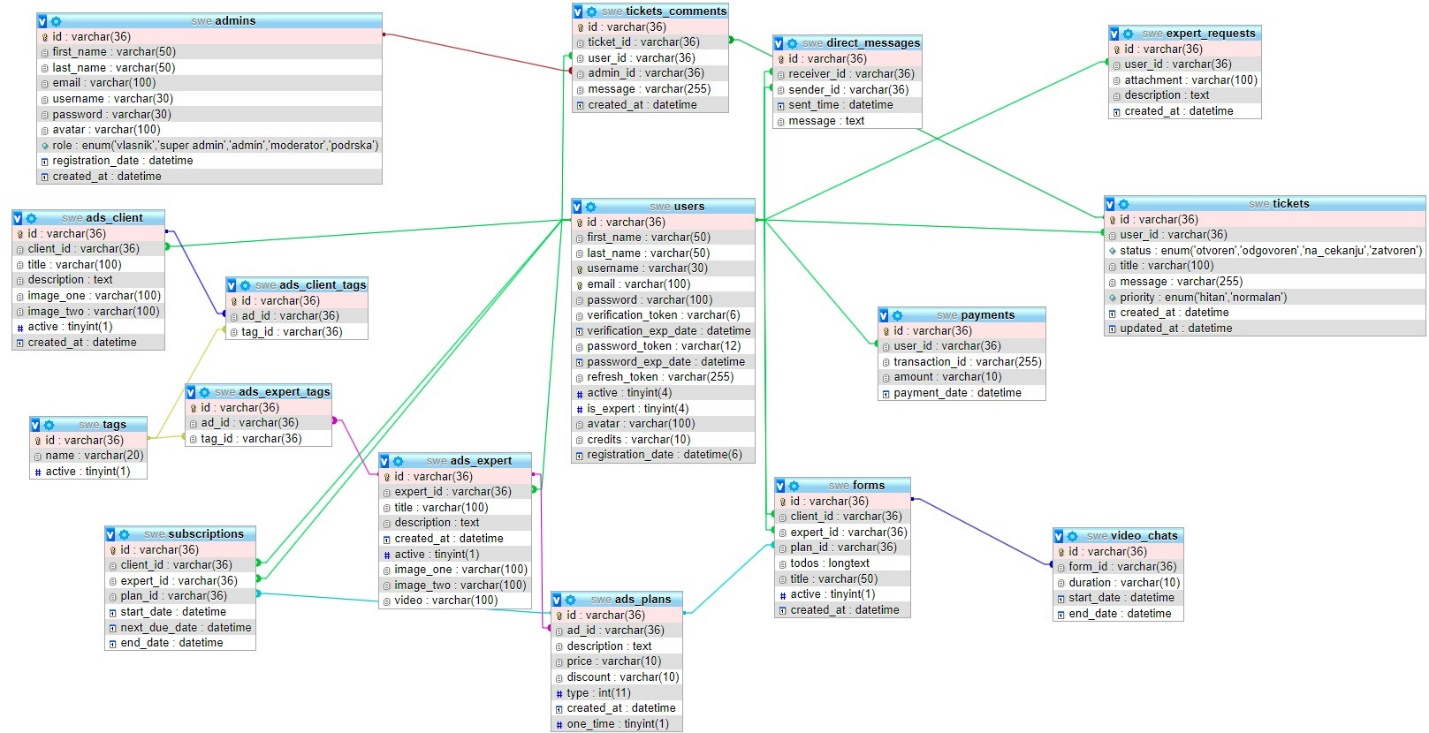 swe admins
id : varchar(36)
first_name : varchar(50)
last_name : varchar(50)
email : varchar(100)
username : varchar(30)
password : varchar(30)
avatar : varchar(100)
role : enum('vlasnik','super admin','admin','moderator','podrska')
registration_date : datetime
created_at : datetime
swe tickets_comments
id : varchar(36)
ticket_id : varchar(36)
user_id : varchar(36)
admin_id : varchar(36)
message : varchar(255)
created_at : datetime
swe direct_messages
id : varchar(36)
receiver_id : varchar(36)
sender_id : varchar(36)
sent_time : datetime
message : text
swe expert_requests
id : varchar(36)
user_id : varchar(36)
attachment : varchar(100)
description : text
created_at : datetime
swe ads_client
id : varchar(36)
client_id : varchar(36)
title : varchar(100)
description : text
image_one : varchar(100)
image_two : varchar(100)
active : tinyint(1)
created_at : datetime
swe ads_client_tags
id : varchar(36)
ad_id : varchar(36)
tag_id : varchar(36)
swe users
id : varchar(36)
first_name : varchar(50)
last_name : varchar(50)
username : varchar(30)
email : varchar(100)
password : varchar(100)
verification_token : varchar(6)
verification_exp_date : datetime
password_token : varchar(12)
password_exp_date : datetime
refresh_token : varchar(255)
active : tinyint(4)
is_expert : tinyint(4)
avatar : varchar(100)
credits : varchar(10)
registration_date : datetime(6)
swe tickets
id : varchar(36)
user_id : varchar(36)
status : enum('otvoren','odgovoren','na_cekanju','zatvoren')
title : varchar(100)
message : varchar(255)
priority : enum('hitan','normalan')
created_at : datetime
updated_at : datetime
swe payments
id : varchar(36)
user_id : varchar(36)
transaction_id : varchar(255)
amount : varchar(10)
payment_date : datetime
swe ads_expert_tags
id : varchar(36)
ad_id : varchar(36)
tag_id : varchar(36)
swe tags
id : varchar(36)
name : varchar(20)
active : tinyint(1)
swe ads_expert
id : varchar(36)
expert_id : varchar(36)
title : varchar(100)
description : text
created_at : datetime
active : tinyint(1)
image_one : varchar(100)
image_two : varchar(100)
video : varchar(100)
swe subscriptions
id : varchar(36)
client_id : varchar(36)
expert_id : varchar(36)
plan_id : varchar(36)
start_date : datetime
next_due_date : datetime
end_date : datetime
swe ads_plans
id : varchar(36)
ad_id : varchar(36)
description : text
price : varchar(10)
discount : varchar(10)
type : int(11)
created_at : datetime
one_time : tinyint(1)
swe forms
id : varchar(36)
client_id : varchar(36)
expert_id : varchar(36)
plan_id : varchar(36)
todos : longtext
title : varchar(50)
active : tinyint(1)
created_at : datetime
swe video_chats
id : varchar(36)
form_id : varchar(36)
duration : varchar(10)
start_date : datetime
end_date : datetime